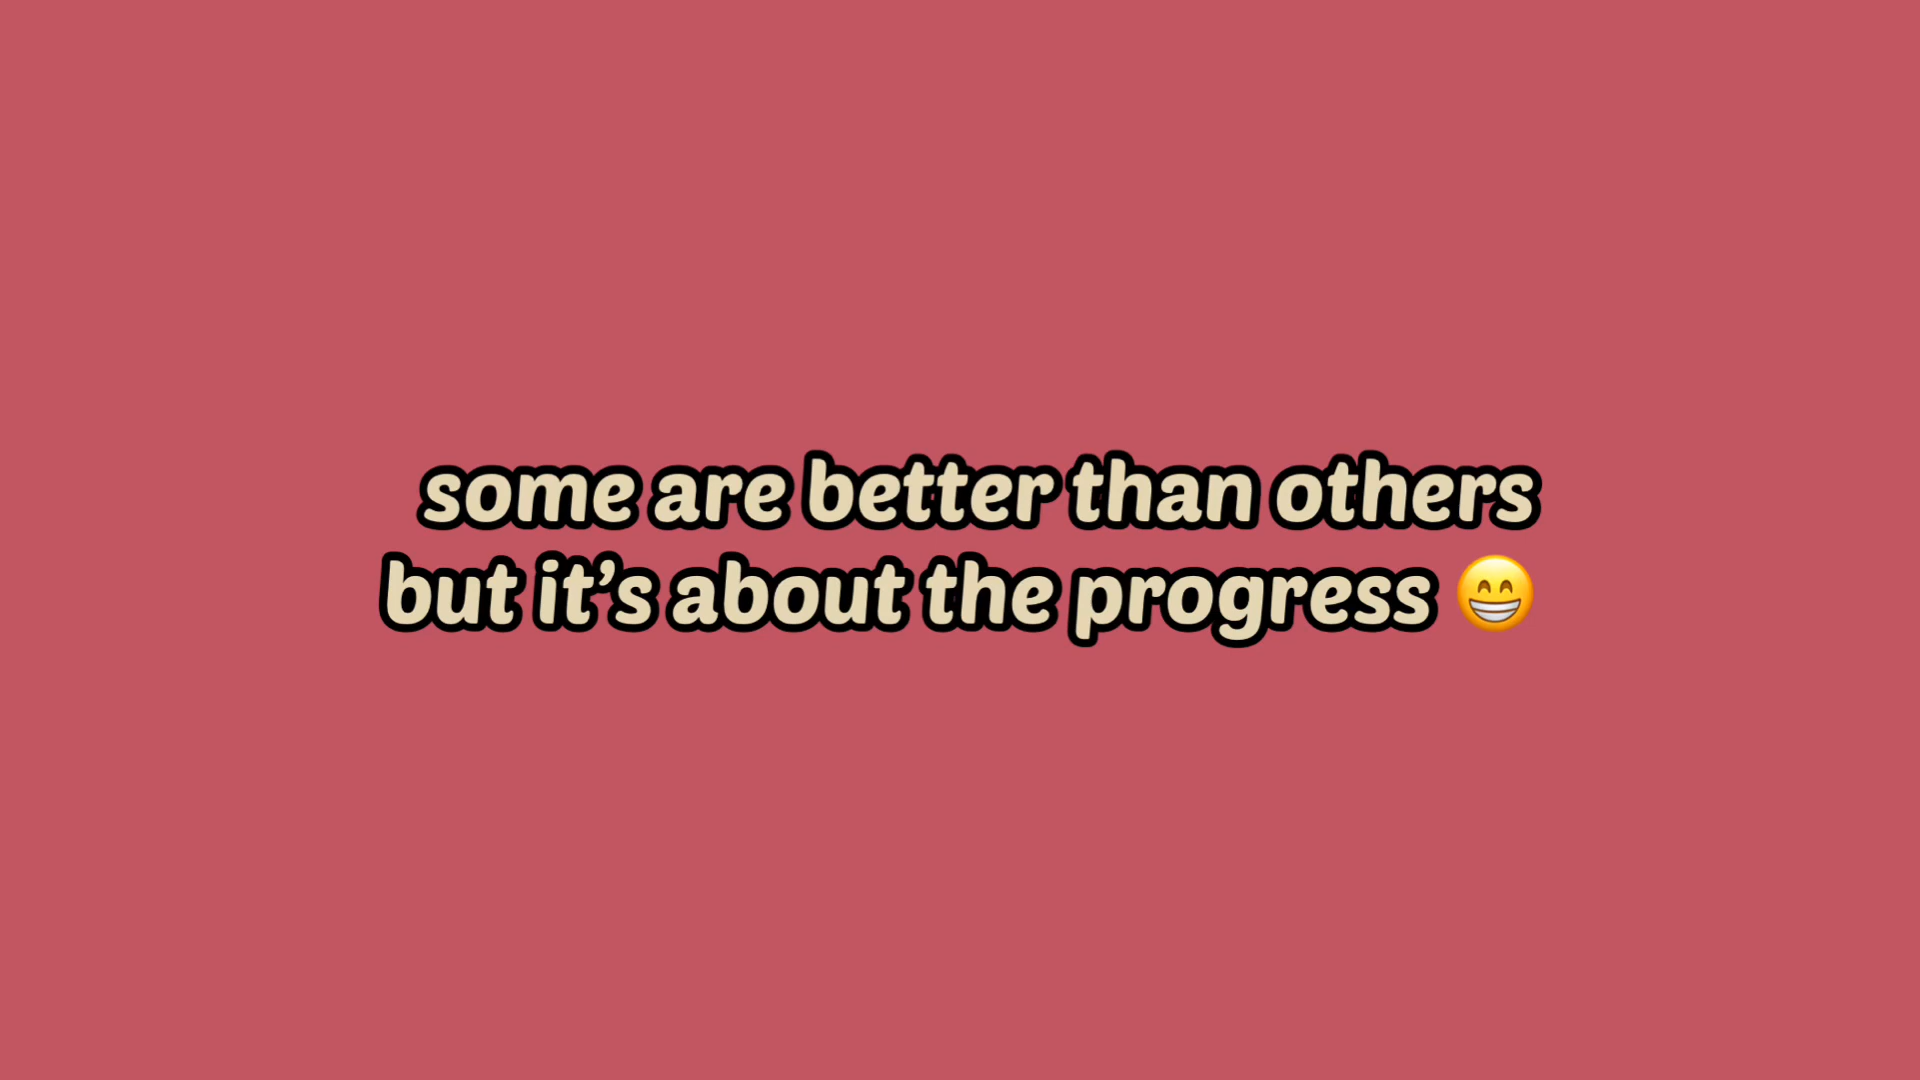 some are better than others
but it’s about the progress 😁